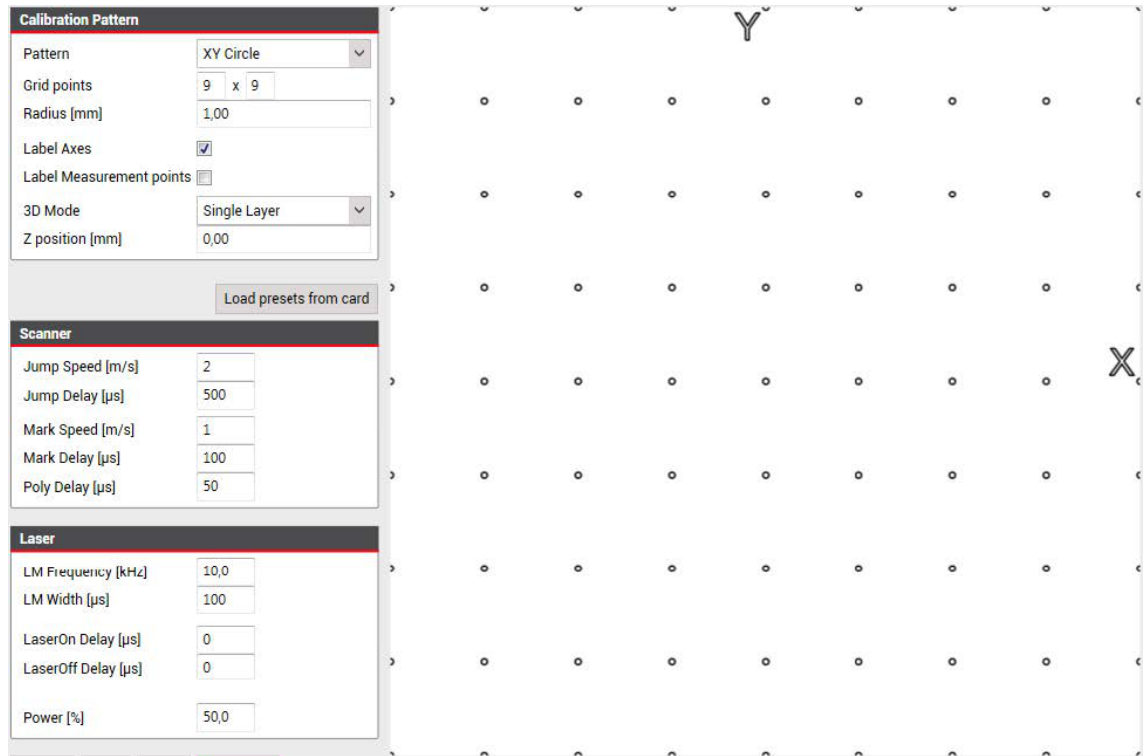 Calibration Pattern
Pattern XY Circle
Grid points 9 x 9
Radius [mm] 1,00
Label Axes
Label Measurement points
3D Mode Single Layer
Z position [mm] 0,00
Load presets from card
Scanner
Jump Speed [m/s] 2
Jump Delay [µs] 500
Mark Speed [m/s] 1
Mark Delay [µs] 100
Poly Delay [µs] 50
Laser
LM Frequency [kHz] 10,0
LM Width [µs] 100
LaserOn Delay [µs] 0
LaserOff Delay [µs] 0
Power [%] 50,0
Y
X